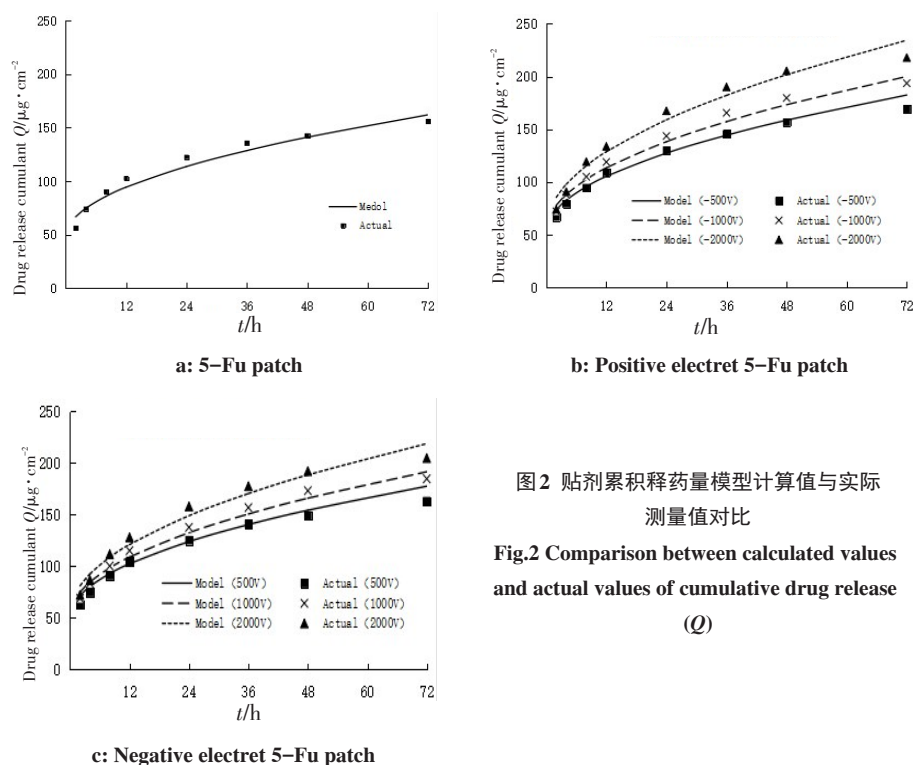 250
200
150
100
50
0
Drug release cumulant Q/μg·cm⁻²
Medol
Actual
12 24 36 48 60 72
t/h
a: 5-Fu patch
250
200
150
100
50
0
Drug release cumulant Q/μg·cm⁻²
Model (-500V) Actual (-500V)
Model (-1000V) Actual (-1000V)
Model (-2000V) Actual (-2000V)
12 24 36 48 60 72
t/h
b: Positive electret 5-Fu patch
250
200
150
100
50
0
Drug release cumulant Q/μg·cm⁻²
Model (500V) Actual (500V)
Model (1000V) Actual (1000V)
Model (2000V) Actual (2000V)
12 24 36 48 60 72
t/h
c: Negative electret 5-Fu patch
图2 贴剂累积释药量模型计算值与实际
测量值对比
Fig.2 Comparison between calculated values
and actual values of cumulative drug release
(Q)